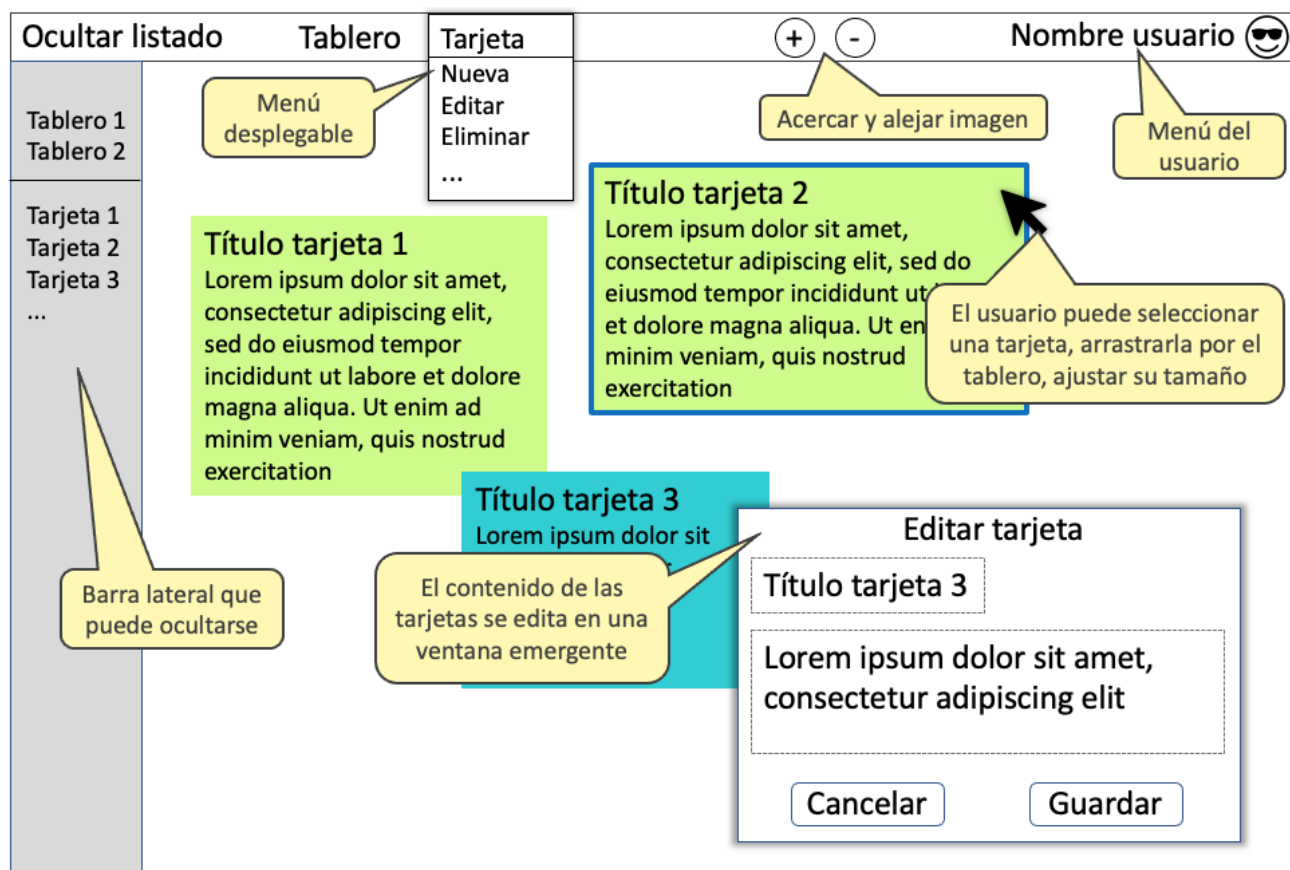 Ocultar listado
Tablero
Tarjeta
+
-
Nombre usuario
Nueva
Editar
Eliminar
...
Menú
desplegable
Acercar y alejar imagen
Menú del
usuario
Tablero 1
Tablero 2
Tarjeta 1
Tarjeta 2
Tarjeta 3
...
Título tarjeta 1
Lorem ipsum dolor sit amet,
consectetur adipiscing elit,
sed do eiusmod tempor
incididunt ut labore et dolore
magna aliqua. Ut enim ad
minim veniam, quis nostrud
exercitation
Título tarjeta 2
Lorem ipsum dolor sit amet,
consectetur adipiscing elit, sed do
eiusmod tempor incididunt ut
et dolore magna aliqua. Ut
minim veniam, quis nostrud
exercitation
El usuario puede seleccionar
una tarjeta, arrastrarla por el
tablero, ajustar su tamaño
Título tarjeta 3
Lorem ipsum dolor sit
El contenido de las
tarjetas se edita en una
ventana emergente
Barra lateral que
puede ocultarse
Editar tarjeta
Título tarjeta 3
Lorem ipsum dolor sit amet,
consectetur adipiscing elit
Cancelar
Guardar